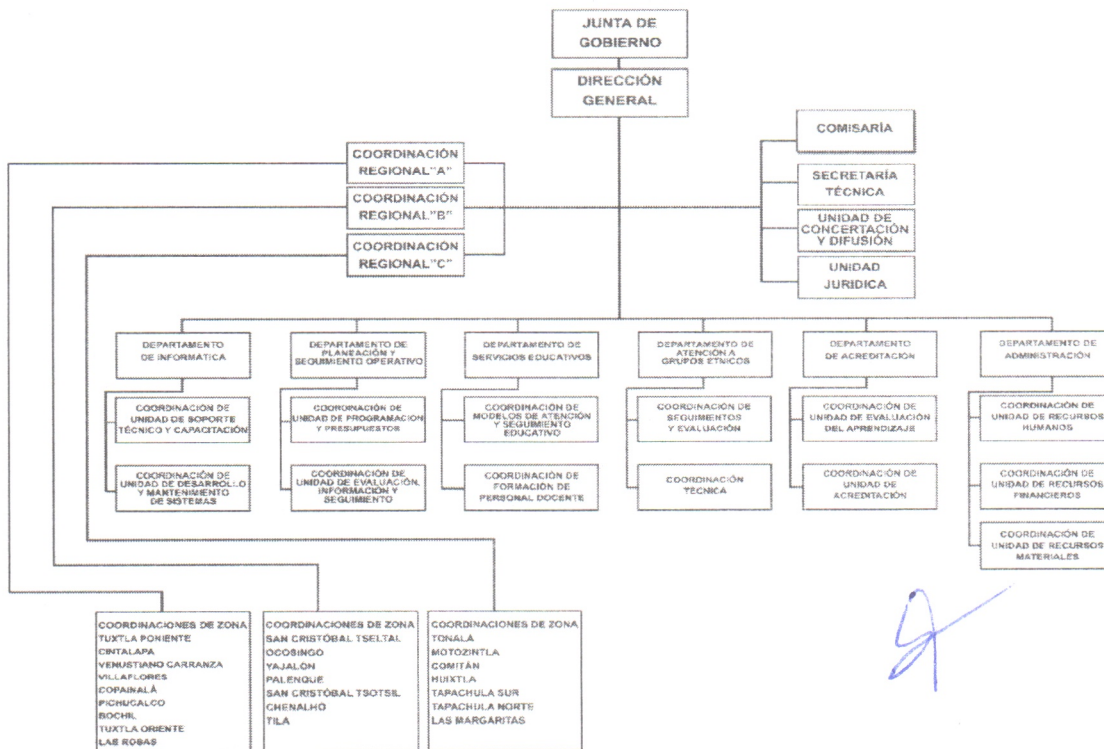 JUNTA DE
GOBIERNO
DIRECCIÓN
GENERAL
COMISARÍA
SECRETARÍA
TÉCNICA
UNIDAD DE
CONCERTACIÓN
Y DIFUSIÓN
UNIDAD
JURIDICA
COORDINACIÓN
REGIONAL"A"
COORDINACIÓN
REGIONAL"B"
COORDINACIÓN
REGIONAL"C"
DEPARTAMENTO
DE INFORMÁTICA
COORDINACIÓN DE
UNIDAD DE SOPORTE
TÉCNICO Y CAPACITACIÓN
COORDINACIÓN DE
UNIDAD DE DESARROLLO
Y MANTENIMIENTO
DE SISTEMAS
DEPARTAMENTO DE
PLANEACIÓN Y
SEGUIMIENTO OPERATIVO
COORDINACIÓN DE
UNIDAD DE PROGRAMACION
Y PRESUPUESTOS
COORDINACIÓN DE
UNIDAD DE EVALUACIÓN,
INFORMACIÓN Y
SEGUIMIENTO
DEPARTAMENTO DE
SERVICIOS EDUCATIVOS
COORDINACIÓN DE
MODELOS DE ATENCIÓN
Y SEGUIMIENTO
EDUCATIVO
COORDINACIÓN DE
FORMACIÓN DE
PERSONAL DOCENTE
DEPARTAMENTO DE
ATENCIÓN A
GRUPOS ETNICOS
COORDINACIÓN DE
SEGUIMIENTOS
Y EVALUACIÓN
COORDINACIÓN
TÉCNICA
DEPARTAMENTO
DE ACREDITACIÓN
COORDINACIÓN DE
UNIDAD DE EVALUACIÓN
DEL APRENDIZAJE
COORDINACIÓN DE
UNIDAD DE
ACREDITACIÓN
DEPARTAMENTO DE
ADMINISTRACIÓN
COORDINACIÓN DE
UNIDAD DE RECURSOS
HUMANOS
COORDINACIÓN DE
UNIDAD DE RECURSOS
FINANCIEROS
COORDINACIÓN DE
UNIDAD DE RECURSOS
MATERIALES
COORDINACIONES DE ZONA
TUXTLA PONIENTE
CINTALAPA
VENUSTIANO CARRANZA
VILLAFLORES
COPAINALÁ
PICHUCALCO
BOCHIL
TUXTLA ORIENTE
LAS ROSAS
COORDINACIONES DE ZONA
SAN CRISTÓBAL TSELTAL
OCOSINGO
YAJALON
PALENQUE
SAN CRISTÓBAL TSOTSIL
CHENALHÓ
TILA
COORDINACIONES DE ZONA
TONALÁ
MOTOZINTLA
COMITÁN
HUIXTLA
TAPACHULA SUR
TAPACHULA NORTE
LAS MARGARITAS